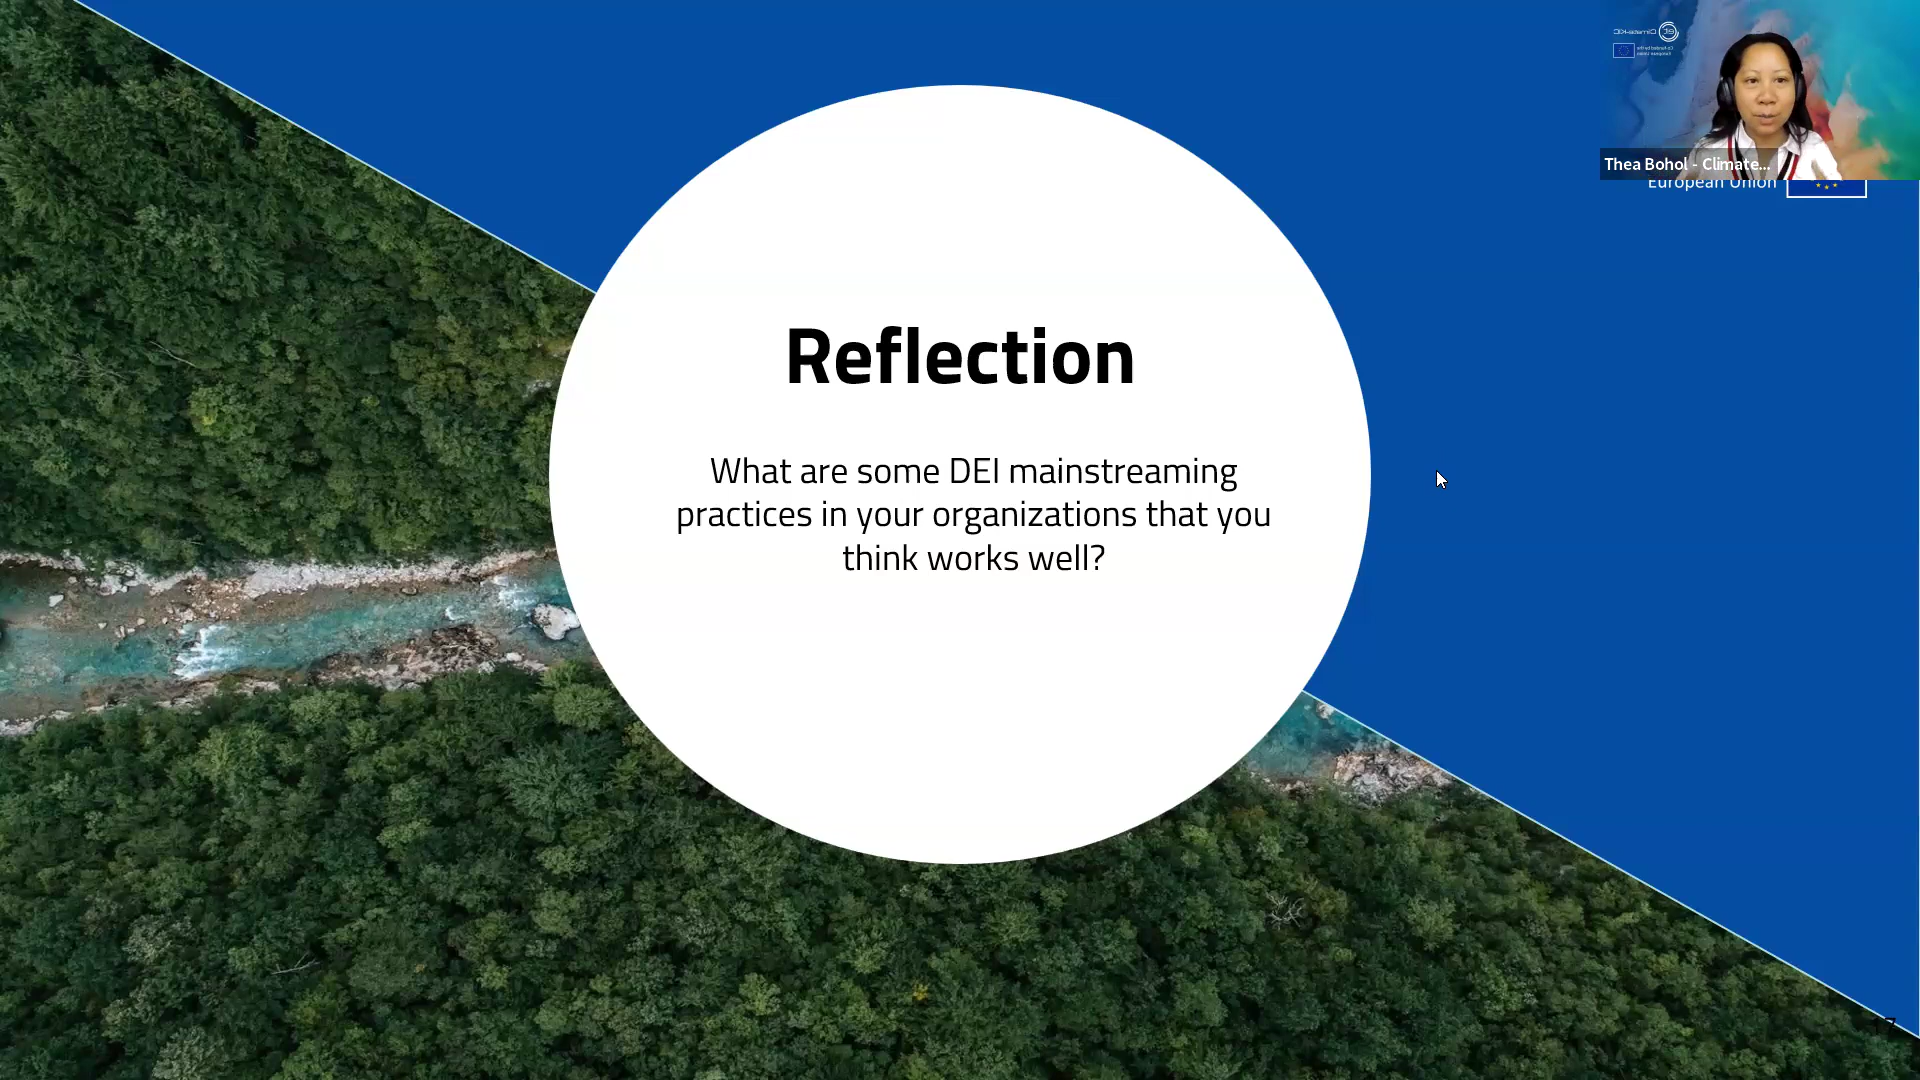 Thea Bohol - Climate...
European Union
Reflection
What are some DEI mainstreaming
practices in your organizations that you
think works well?
17